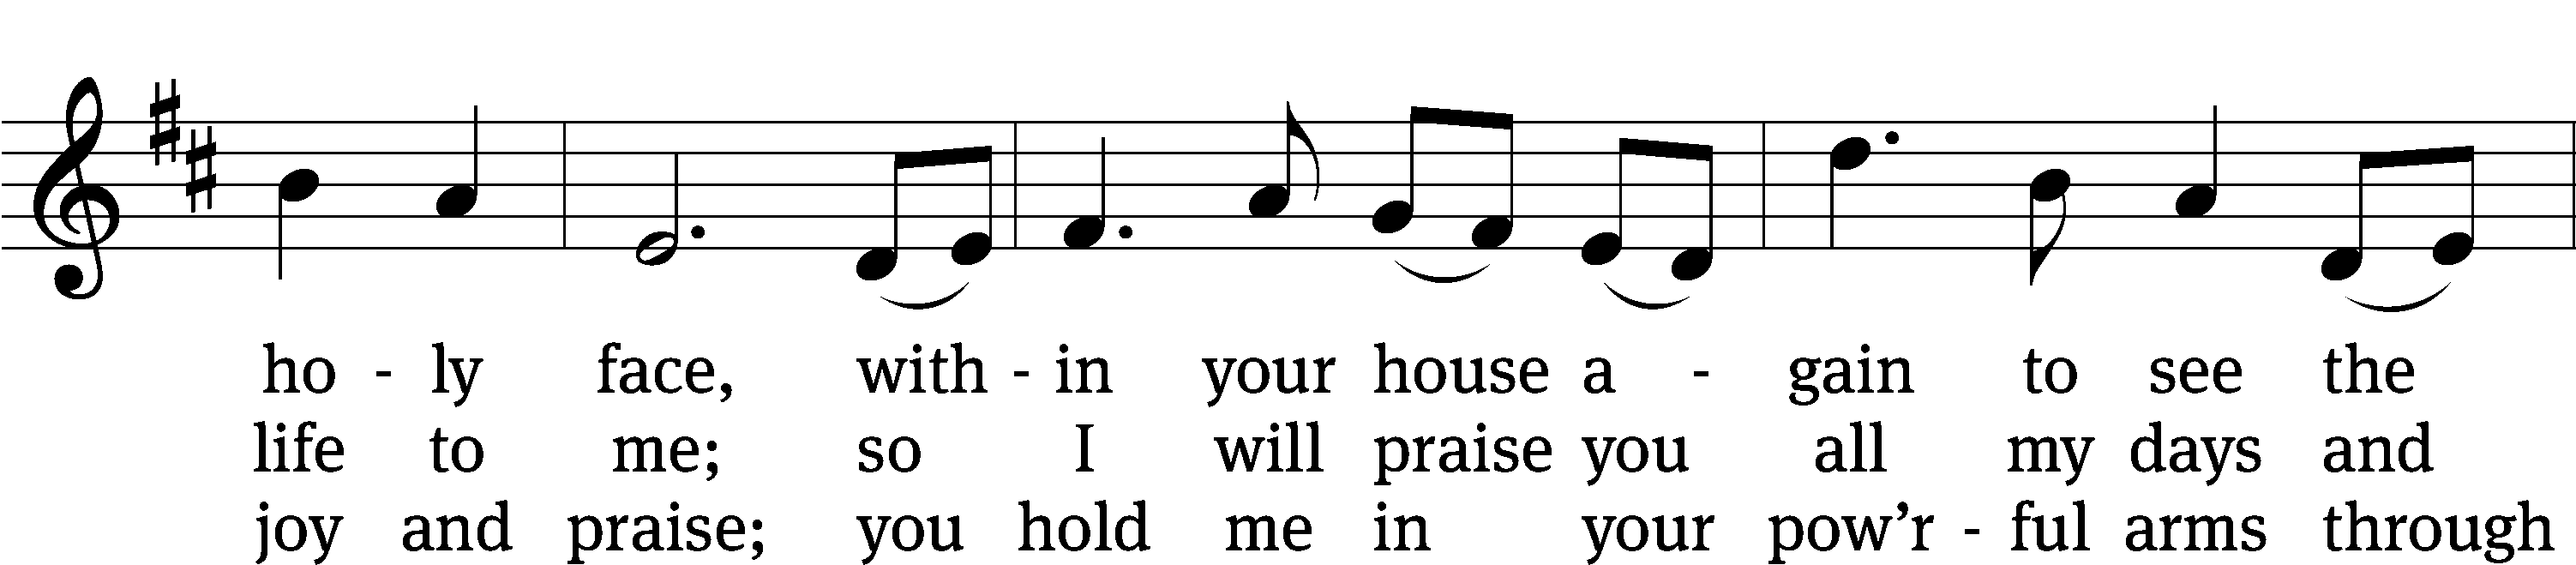 ho - ly face, with - in your house a - gain to see the
life to me; so I will praise you all my days and
joy and praise; you hold me in your pow’r - ful arms through